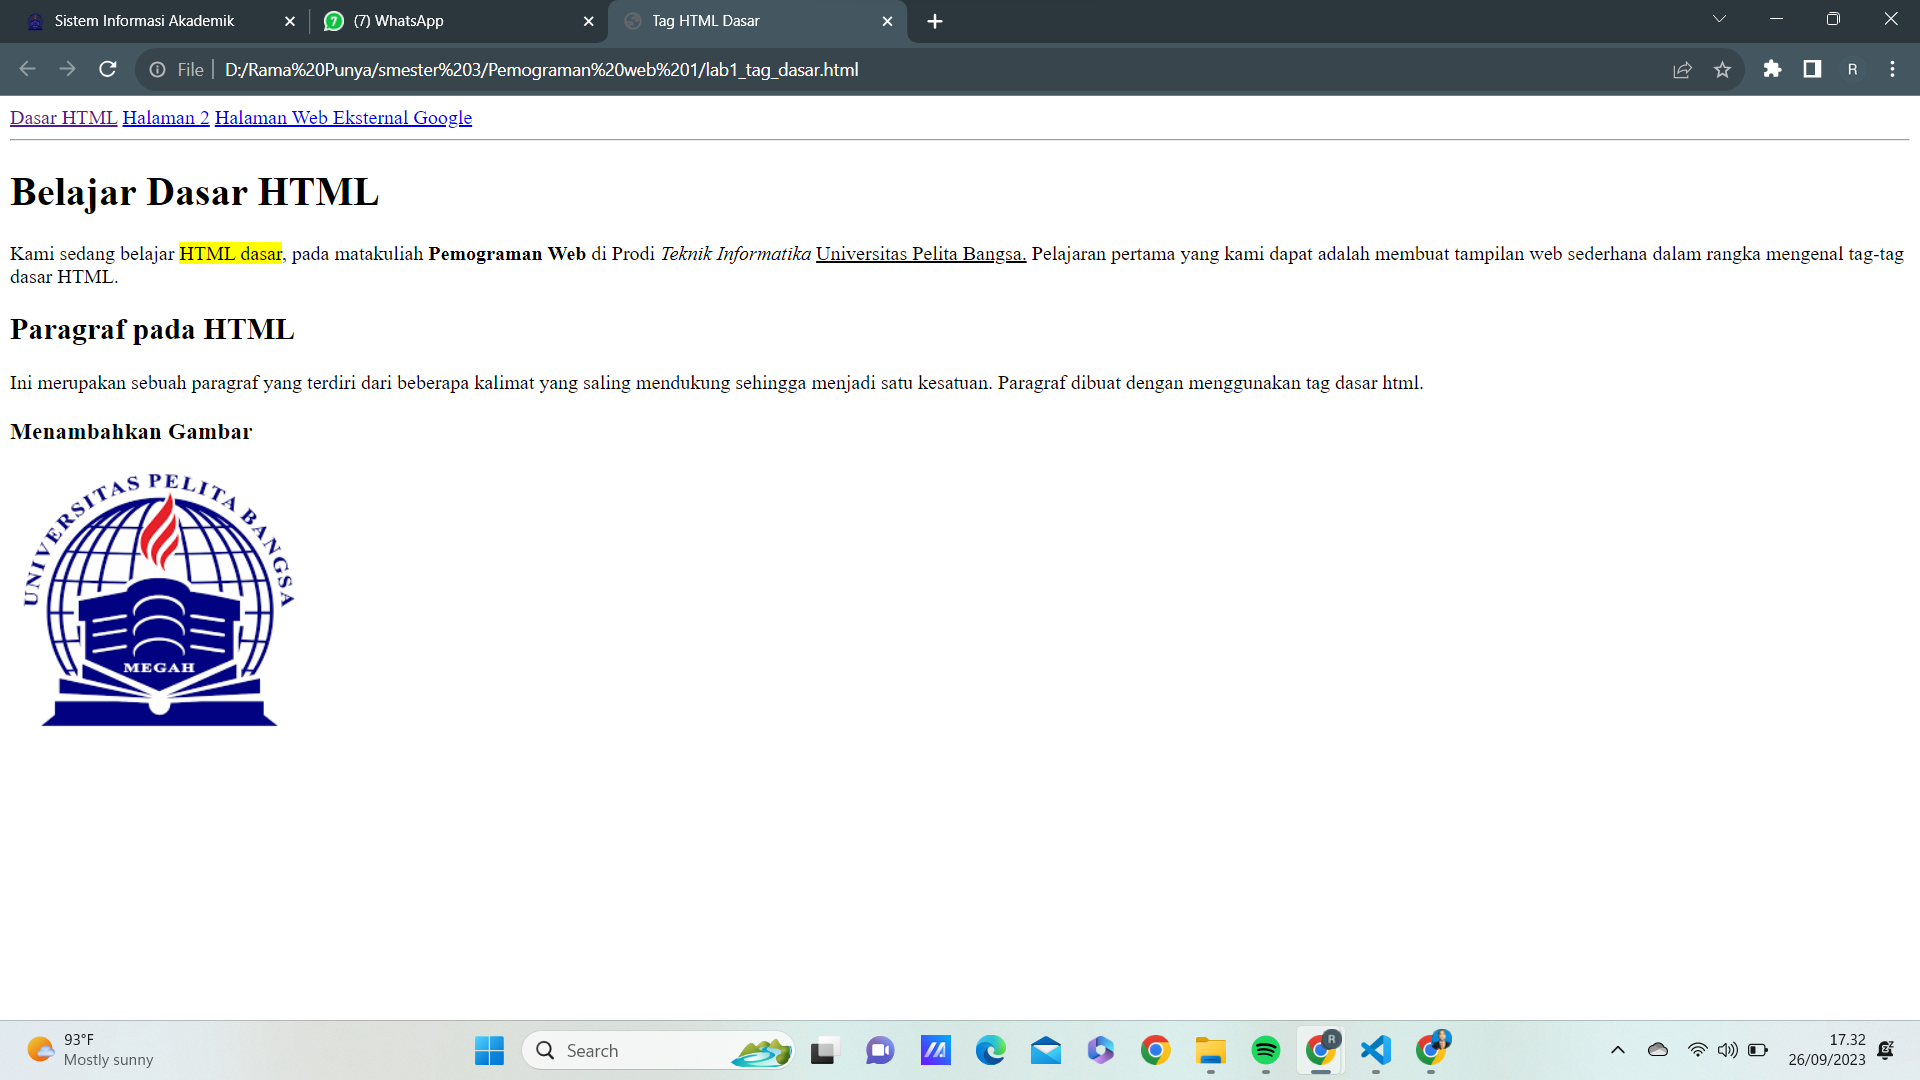 Sistem Informasi Akademik
(7) WhatsApp
Tag HTML Dasar
File
D:/Rama%20Punya/smester%203/Pemograman%20web%201/lab1_tag_dasar.html
R
Dasar HTML Halaman 2 Halaman Web Eksternal Google
Belajar Dasar HTML
Kami sedang belajar HTML dasar, pada matakuliah Pemograman Web di Prodi Teknik Informatika Universitas Pelita Bangsa. Pelajaran pertama yang kami dapat adalah membuat tampilan web sederhana dalam rangka mengenal tag-tag
dasar HTML.
Paragraf pada HTML
Ini merupakan sebuah paragraf yang terdiri dari beberapa kalimat yang saling mendukung sehingga menjadi satu kesatuan. Paragraf dibuat dengan menggunakan tag dasar html.
Menambahkan Gambar
UNIVERSITAS PELITA BANGSA
MEGAH
93°F
Mostly sunny
Search
R
17.32
26/09/2023